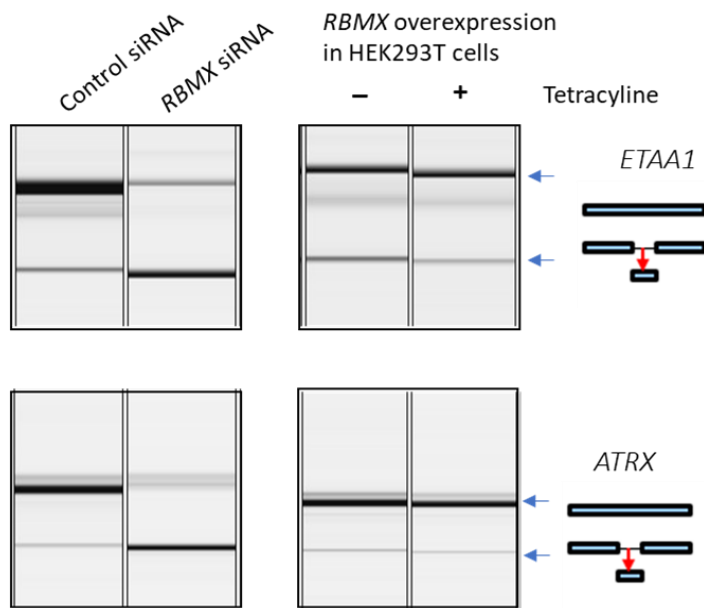 Control siRNA
RBMX siRNA
RBMX overexpression
in HEK293T cells
– + Tetracyline
ETAA1
ATRX